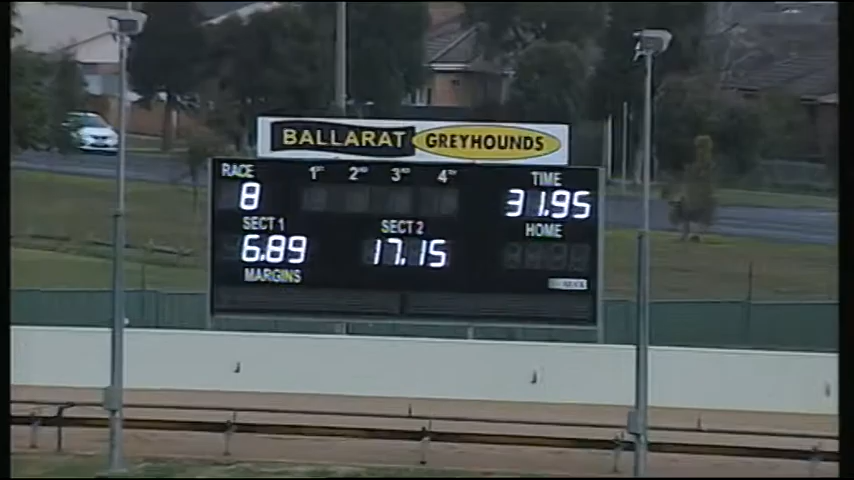 BALLARAT GREYHOUNDS
RACE 1ST 2ND 3RD 4TH TIME
8 31.95
SECT 1 SECT 2 HOME
6.89 17.15
MARGINS